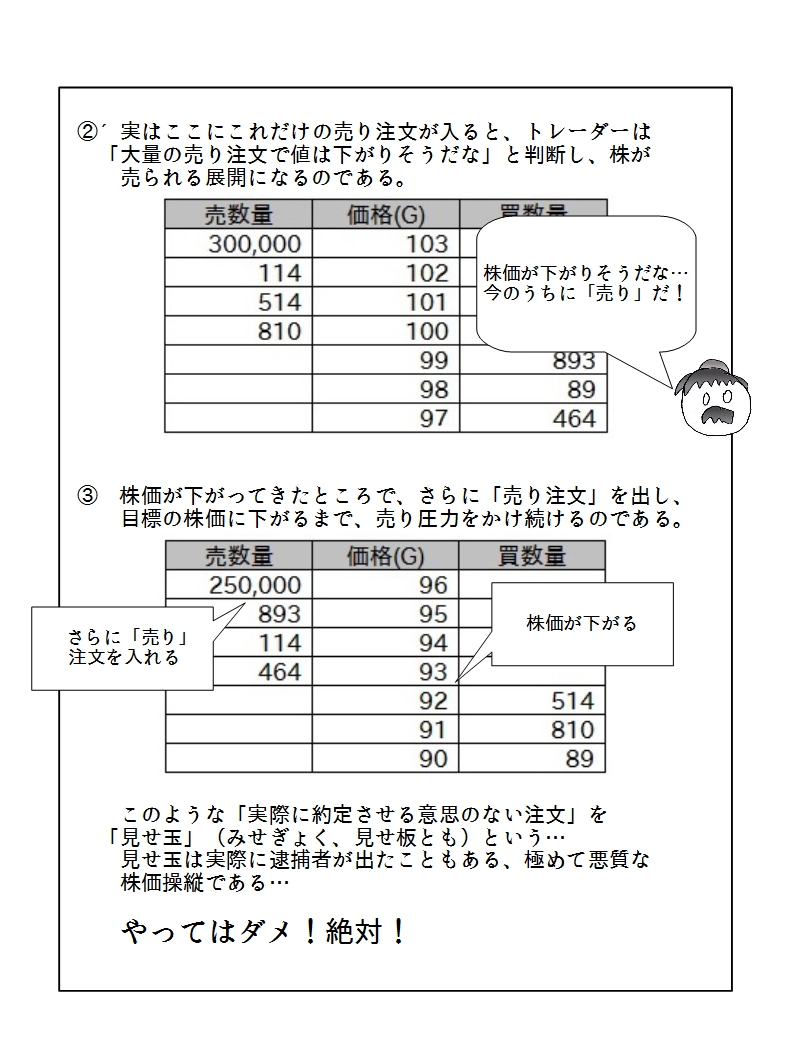 ②´ 実はここにこれだけの売り注文が入ると、トレーダーは
「大量の売り注文で値は下がりそうだな」と判断し、株が
売られる展開になるのである。
売数量 価格(G) 買数量
300,000 103
114 102
514 101
810 100
99 893
98 89
97 464
株価が下がりそうだな…
今のうちに「売り」だ！
③ 株価が下がってきたところで、さらに「売り注文」を出し、
目標の株価に下がるまで、売り圧力をかけ続けるのである。
売数量 価格(G) 買数量
250,000 96
893 95
114 94
464 93
92 514
91 810
90 89
さらに「売り」
注文を入れる
株価が下がる
このような「実際に約定させる意思のない注文」を
「見せ玉」（みせぎょく、見せ板とも）という…
見せ玉は実際に逮捕者が出たこともある、極めて悪質な
株価操縦である…
やってはダメ！絶対！